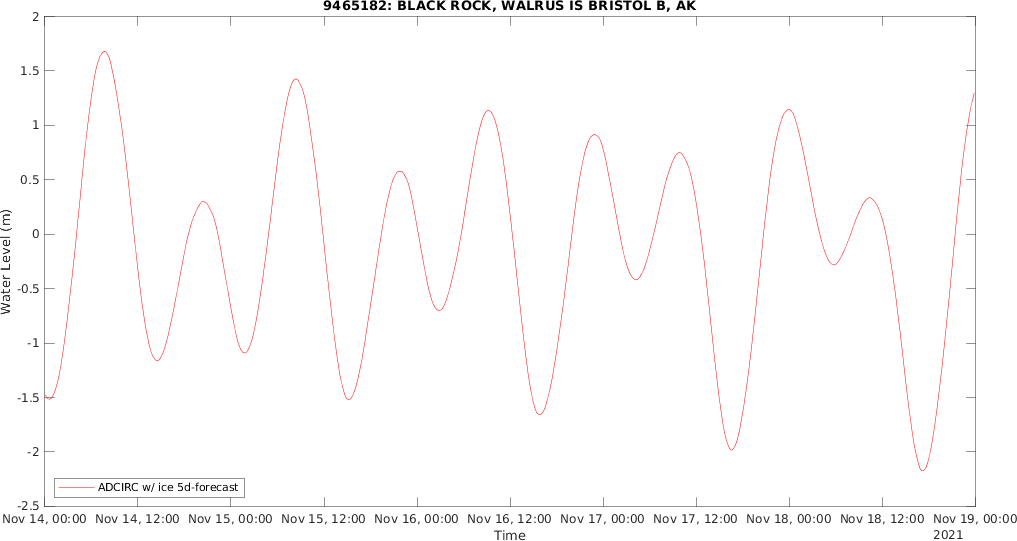 9465182: BLACK ROCK, WALRUS IS BRISTOL B, AK
2
1.5
1
0.5
0
-0.5
-1
-1.5
-2
-2.5
Water Level (m)
ADCIRC w/ ice 5d-forecast
Nov 14, 00:00 Nov 14, 12:00 Nov 15, 00:00 Nov 15, 12:00 Nov 16, 00:00 Nov 16, 12:00 Nov 17, 00:00 Nov 17, 12:00 Nov 18, 00:00 Nov 18, 12:00 Nov 19, 00:00
Time
2021